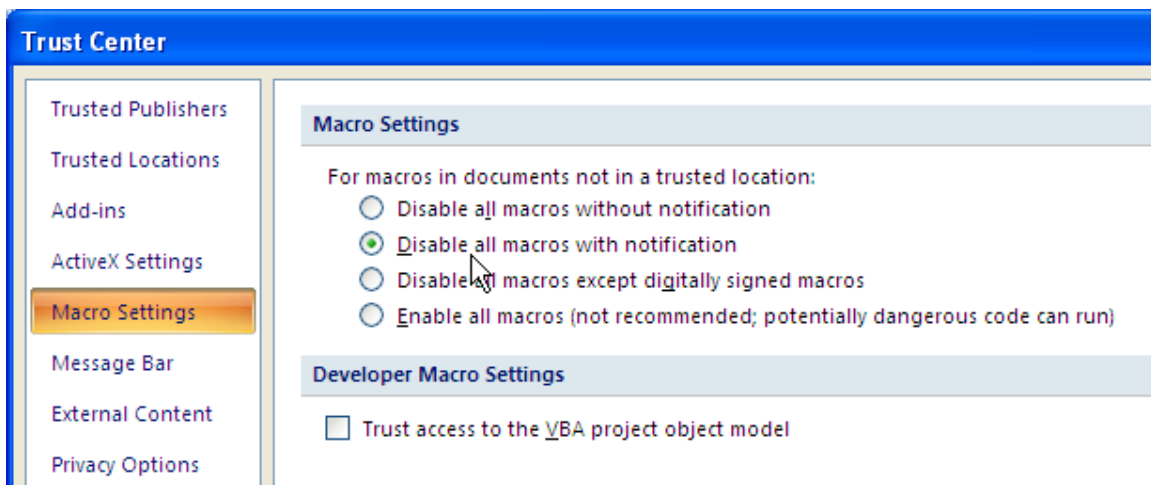 Trust Center
Trusted Publishers
Trusted Locations
Add-ins
ActiveX Settings
Macro Settings
Message Bar
External Content
Privacy Options
Macro Settings
For macros in documents not in a trusted location:
Disable all macros without notification
Disable all macros with notification
Disable all macros except digitally signed macros
Enable all macros (not recommended; potentially dangerous code can run)
Developer Macro Settings
Trust access to the VBA project object model